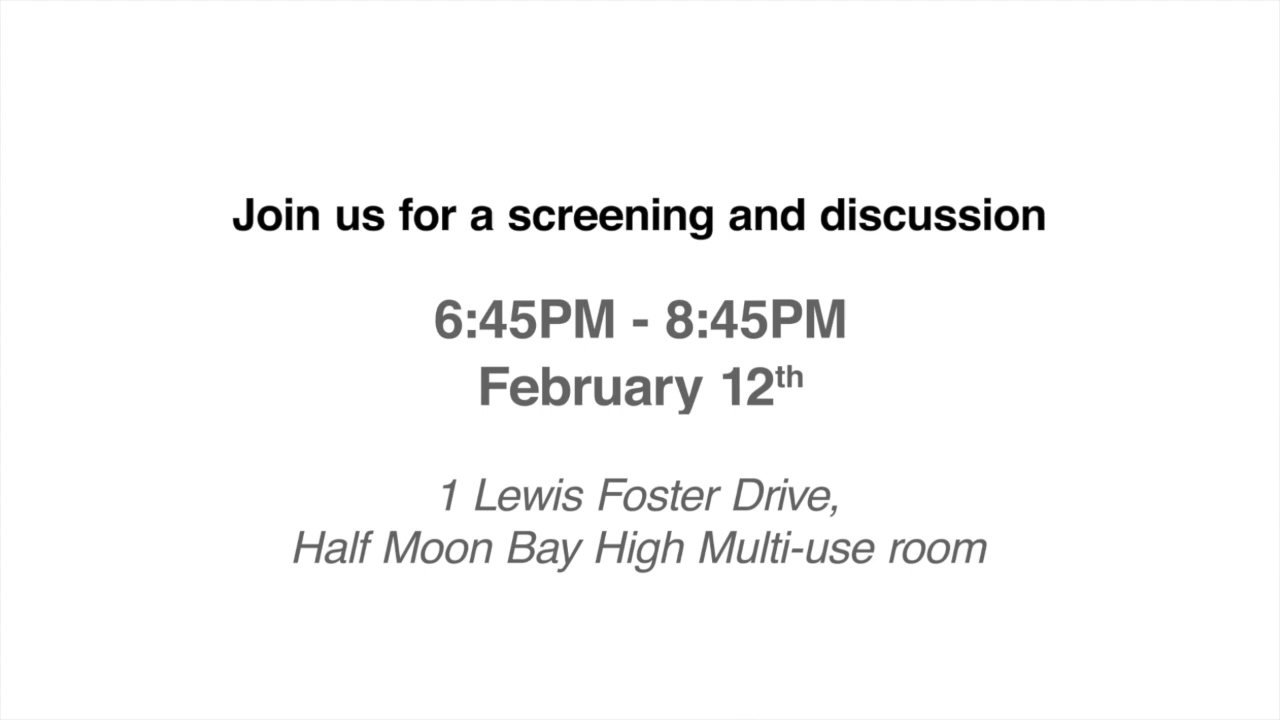 Join us for a screening and discussion
6:45PM - 8:45PM
February 12th
1 Lewis Foster Drive,
Half Moon Bay High Multi-use room